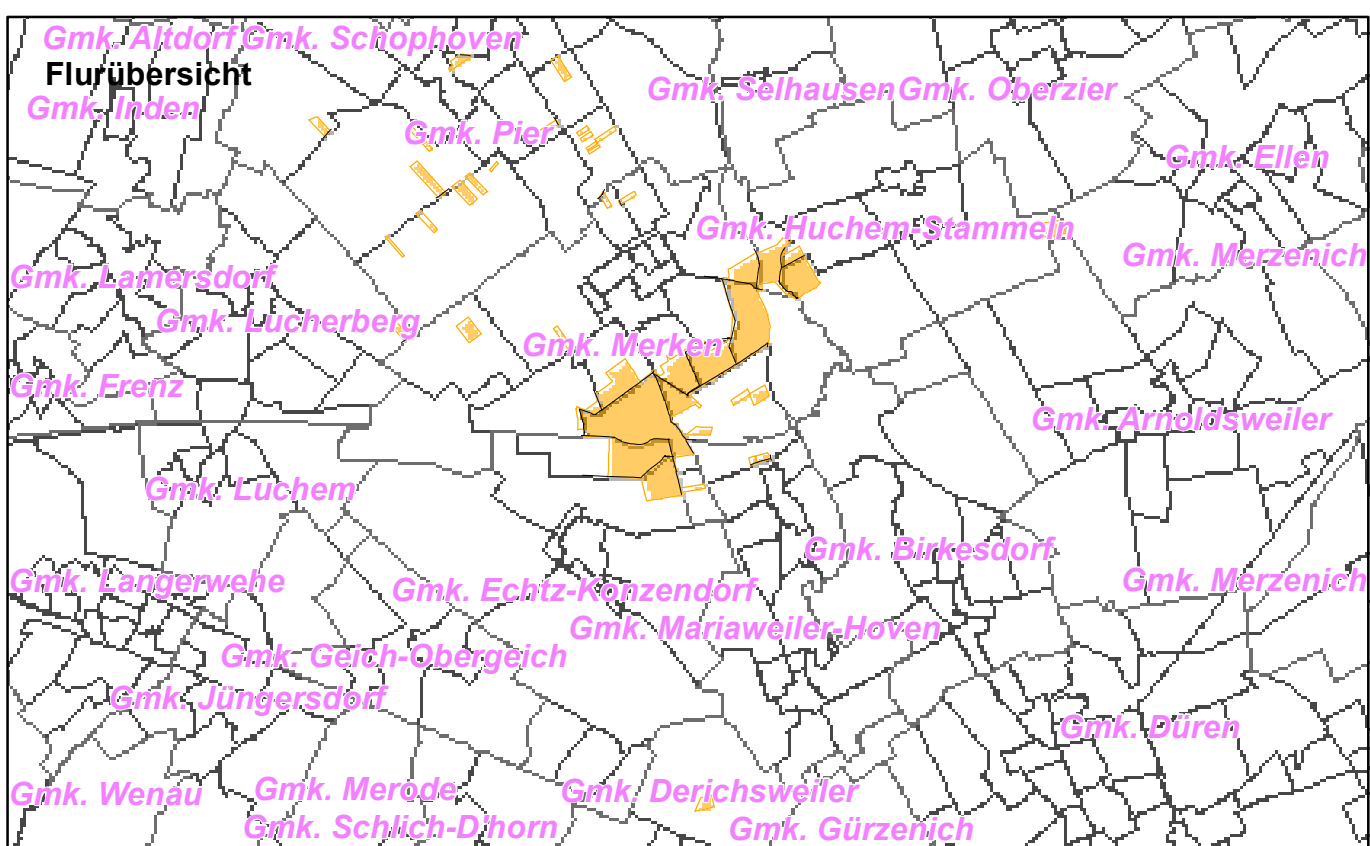 Gmk. Altdorf Gmk. Schophoven
Flurübersicht
Gmk. Selhausen Gmk. Oberzier
Gmk. Inden
Gmk. Pier
Gmk. Ellen
Gmk. Huchem-Stammeln
Gmk. Merzenich
Gmk. Lamersdorf
Gmk. Lucherberg
Gmk. Merken
Gmk. Frenz
Gmk. Arnoldsweiler
Gmk. Luchem
Gmk. Birkesdorf
Gmk. Langerwehe
Gmk. Echtz-Konzendorf
Gmk. Merzenich
Gmk. Mariaweiler-Hoven
Gmk. Geich-Obergeich
Gmk. Jüngersdorf
Gmk. Düren
Gmk. Wenau
Gmk. Merode
Gmk. Derichsweiler
Gmk. Schlich-D'horn
Gmk. Gürzenich